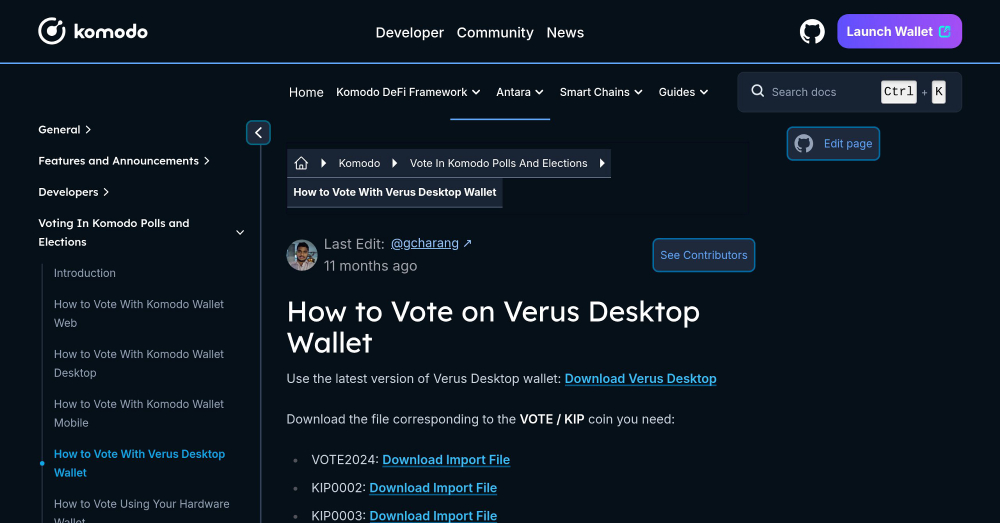 komodo
Developer Community News
Launch Wallet
Home Komodo DeFi Framework Antara Smart Chains Guides
Search docs Ctrl + K
General
Features and Announcements
Developers
Voting In Komodo Polls and
Elections
Introduction
How to Vote With Komodo Wallet
Web
How to Vote With Komodo Wallet
Desktop
How to Vote With Komodo Wallet
Mobile
How to Vote With Verus Desktop
Wallet
How to Vote Using Your Hardware
Wallet
Edit page
Komodo Vote In Komodo Polls And Elections
How to Vote With Verus Desktop Wallet
Last Edit: @gcharang ↗
11 months ago
See Contributors
How to Vote on Verus Desktop
Wallet
Use the latest version of Verus Desktop wallet: Download Verus Desktop
Download the file corresponding to the VOTE / KIP coin you need:
VOTE2024: Download Import File
KIP0002: Download Import File
KIP0003: Download Import File